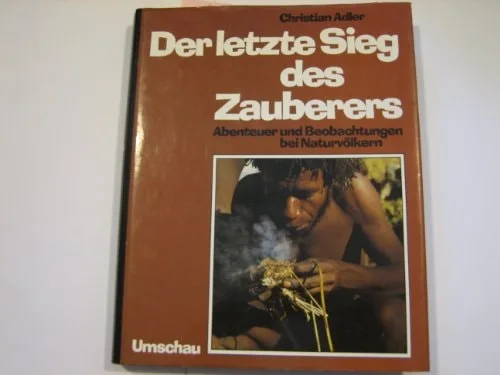 Christian Adler
Der letzte Sieg
des
Zauberers
Abenteuer und Beobachtungen
bei Naturvölkern
Umschau